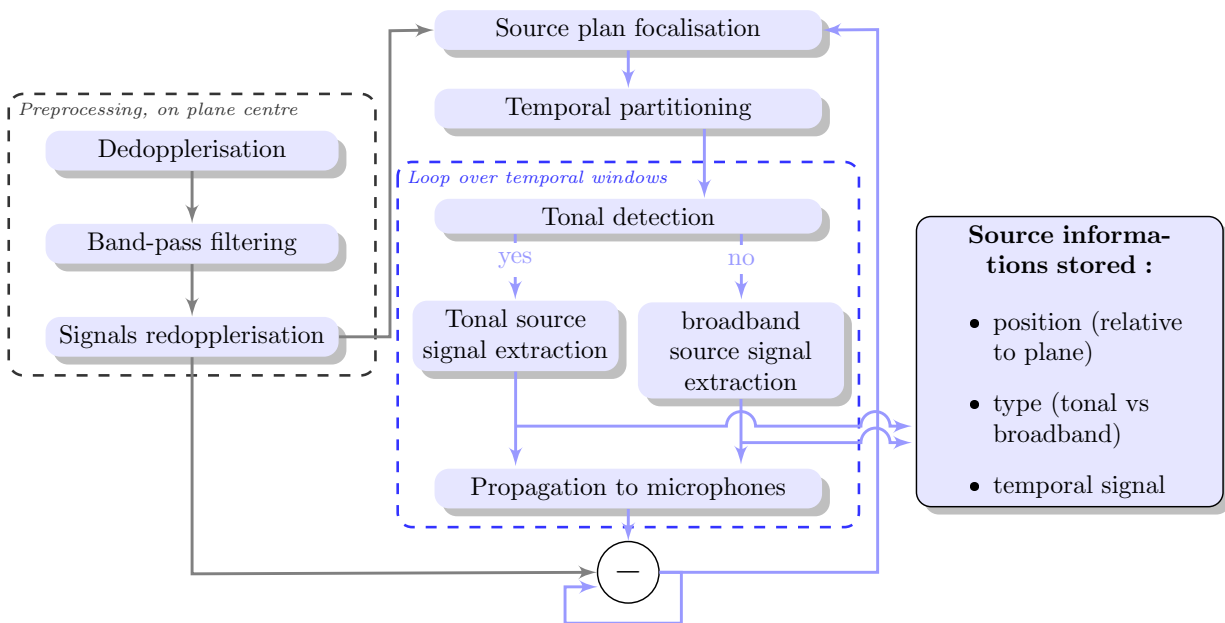 Source plan focalisation
Temporal partitioning
Preprocessing, on plane centre
Dedopplerisation
Band-pass filtering
Signals redopplerisation
Loop over temporal windows
Tonal detection
yes
no
Tonal source
signal extraction
broadband
source signal
extraction
Propagation to microphones
−
Source informa-
tions stored :
• position (relative
to plane)
• type (tonal vs
broadband)
• temporal signal